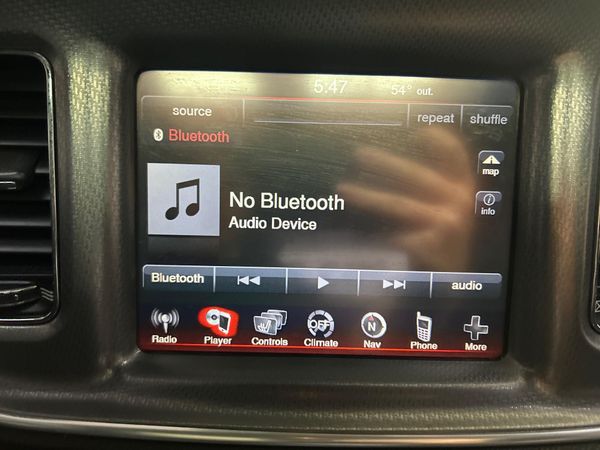 5:47 54° out.
source repeat shuffle
Bluetooth
map
No Bluetooth
Audio Device
info
Bluetooth audio
OFF N
Radio Player Controls Climate Nav Phone More